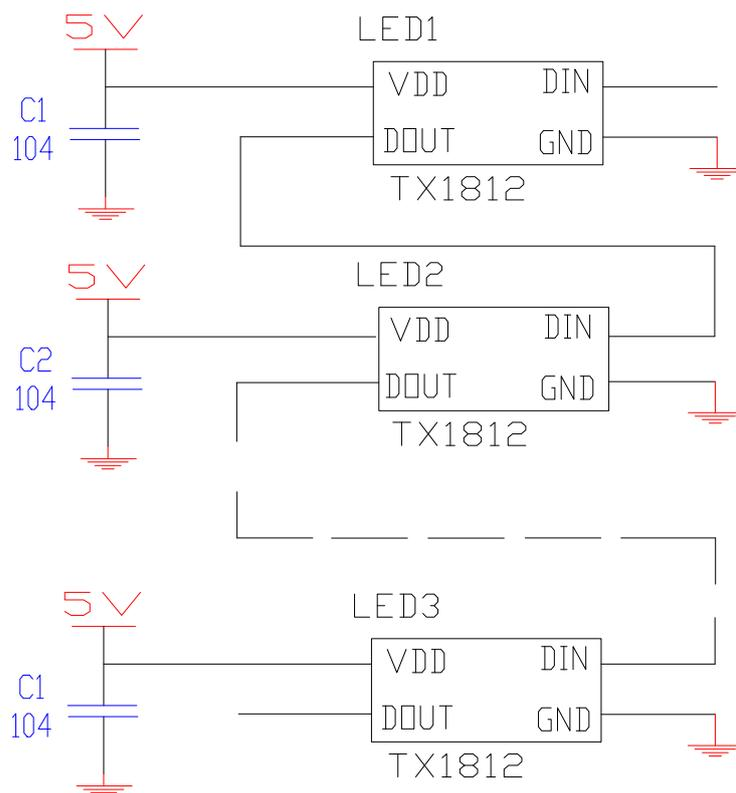 5V
LED1
VDD
DIN
C1
104
DOUT
GND
TX1812
5V
LED2
VDD
DIN
C2
104
DOUT
GND
TX1812
5V
LED3
VDD
DIN
C1
104
DOUT
GND
TX1812